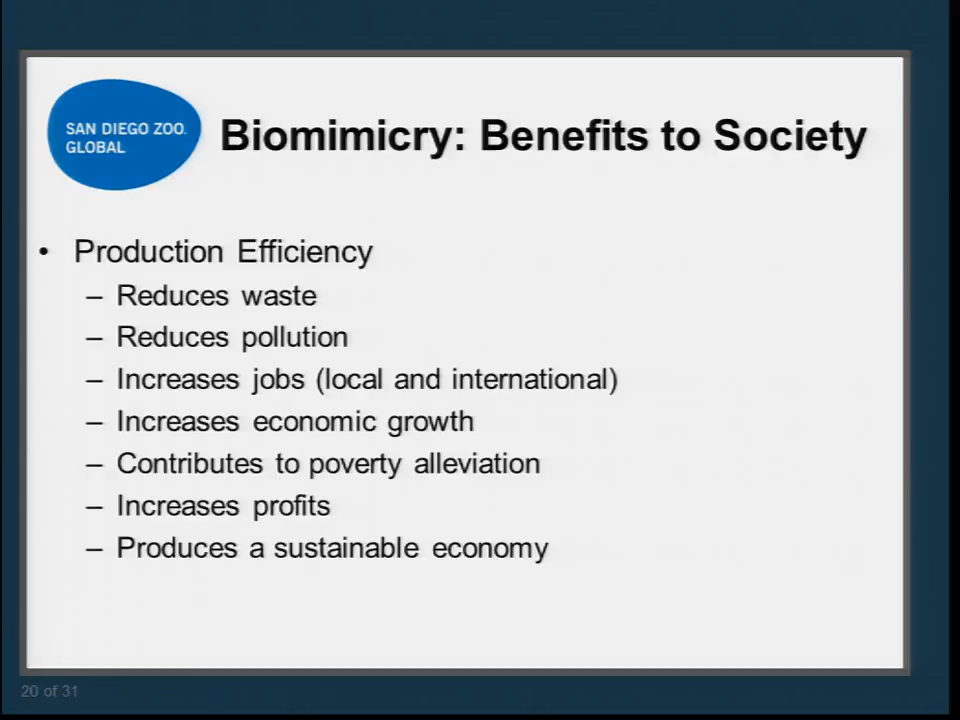 SAN DIEGO ZOO
GLOBAL
Biomimicry: Benefits to Society
• Production Efficiency
– Reduces waste
– Reduces pollution
– Increases jobs (local and international)
– Increases economic growth
– Contributes to poverty alleviation
– Increases profits
– Produces a sustainable economy
20 of 31